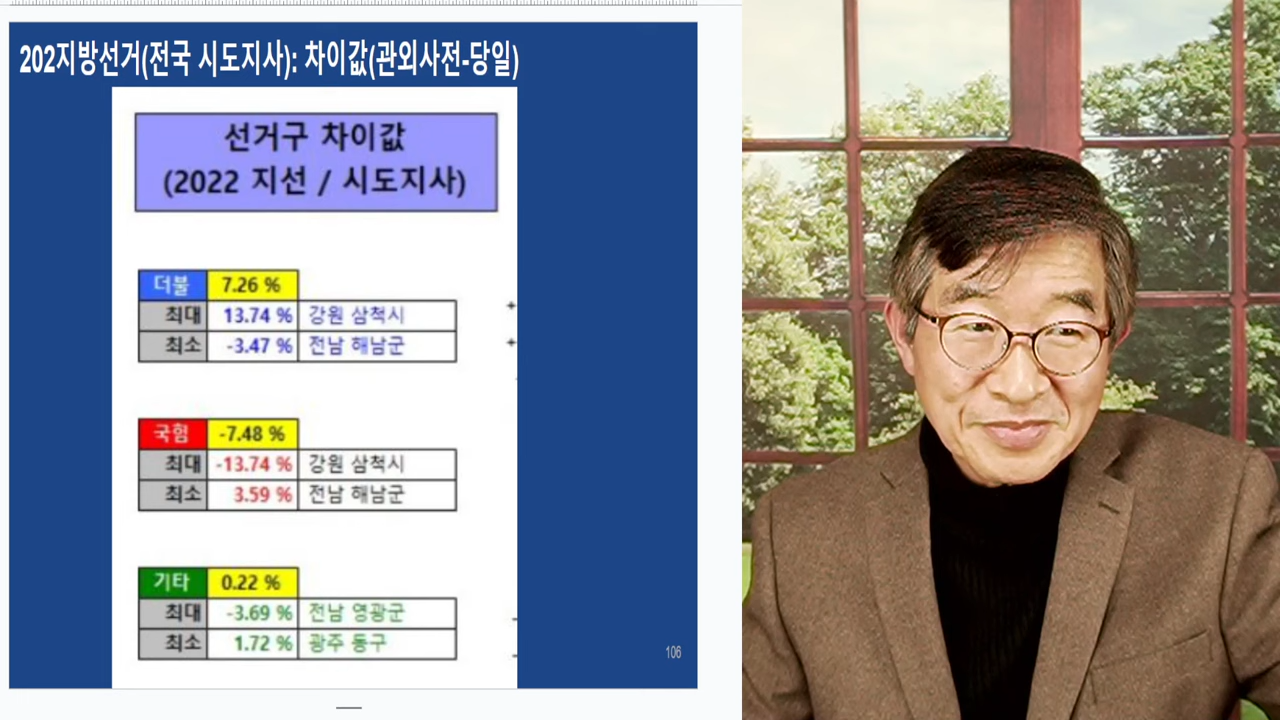 202지방선거(전국 시도지사): 차이값(관외사전-당일)
선거구 차이값
(2022 지선 / 시도지사)
더불 7.26 %
최대 13.74 % 강원 삼척시
최소 -3.47 % 전남 해남군
국힘 -7.48 %
최대 -13.74 % 강원 삼척시
최소 3.59 % 전남 해남군
기타 0.22 %
최대 -3.69 % 전남 영광군
최소 1.72 % 광주 동구
106